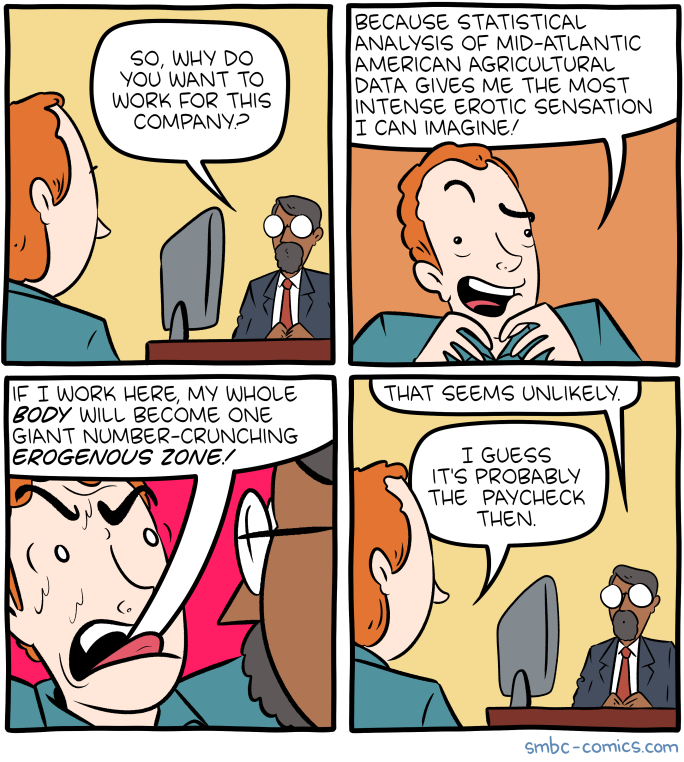 SO, WHY DO
YOU WANT TO
WORK FOR THIS
COMPANY?
BECAUSE STATISTICAL
ANALYSIS OF MID-ATLANTIC
AMERICAN AGRICULTURAL
DATA GIVES ME THE MOST
INTENSE EROTIC SENSATION
I CAN IMAGINE!
IF I WORK HERE, MY WHOLE
BODY WILL BECOME ONE
GIANT NUMBER-CRUNCHING
EROGENOUS ZONE!
THAT SEEMS UNLIKELY.
I GUESS
IT'S PROBABLY
THE PAYCHECK
THEN.
smbc-comics.com